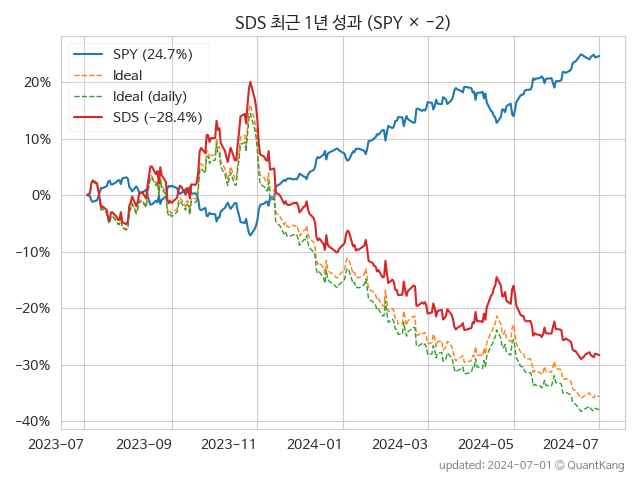 SDS 최근 1년 성과 (SPY × -2)
SPY (24.7%)
Ideal
Ideal (daily)
SDS (-28.4%)
20%
10%
0%
-10%
-20%
-30%
-40%
2023-07 2023-09 2023-11 2024-01 2024-03 2024-05 2024-07
updated: 2024-07-01 © QuantKang